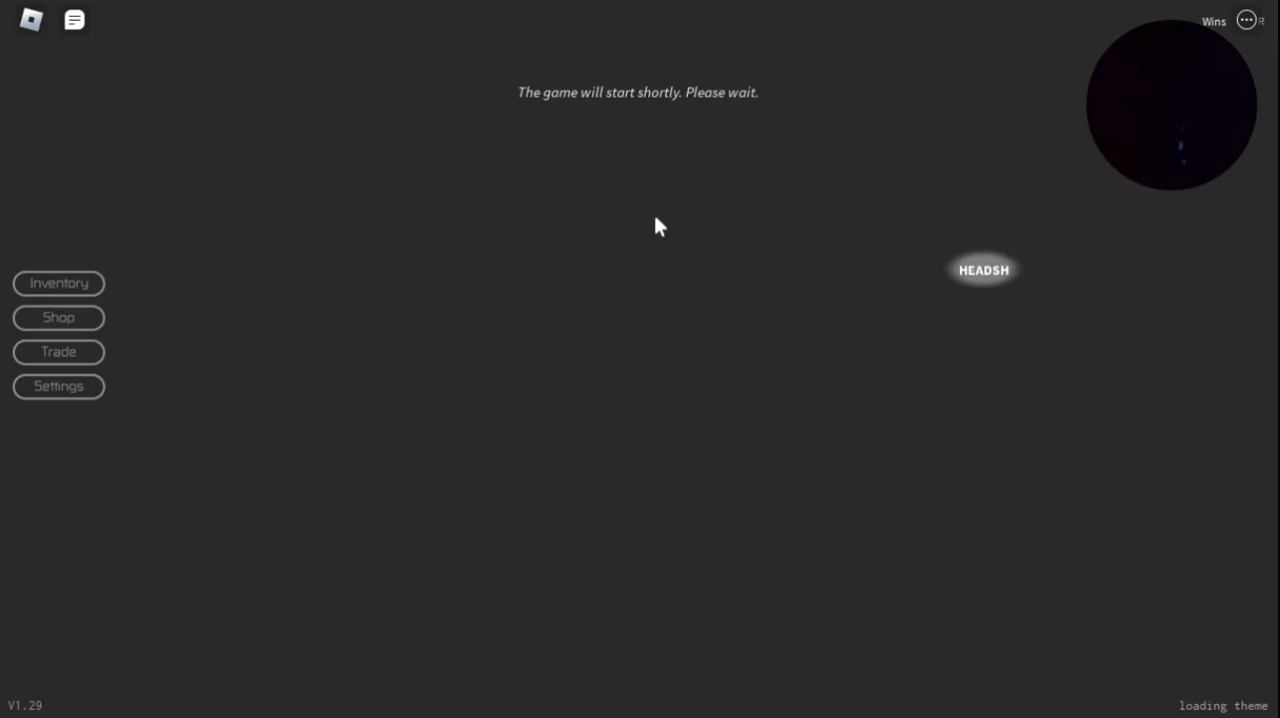 Wins
The game will start shortly. Please wait.
HEADSH
Inventory
Shop
Trade
Settings
V1.29
loading theme